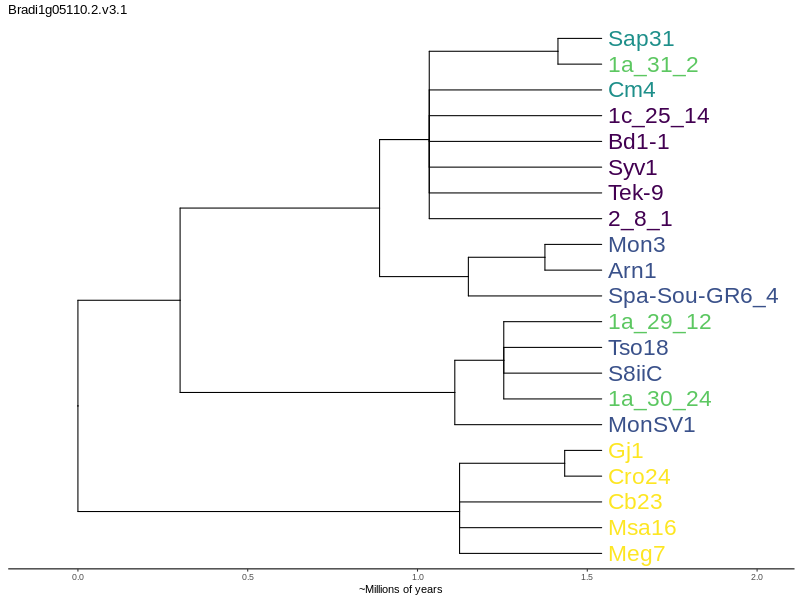 Bradi1g05110.2.v3.1
Sap31
1a_31_2
Cm4
1c_25_14
Bd1-1
Syv1
Tek-9
2_8_1
Mon3
Arn1
Spa-Sou-GR6_4
1a_29_12
Tso18
S8iiC
1a_30_24
MonSV1
Gj1
Cro24
Cb23
Msa16
Meg7
0.0 0.5 1.0 1.5 2.0
~Millions of years